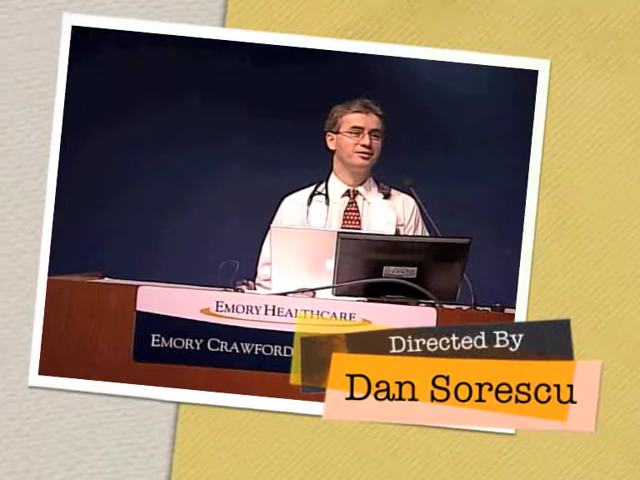 EMORY HEALTHCARE
EMORY CRAWFORD
Directed By
Dan Sorescu